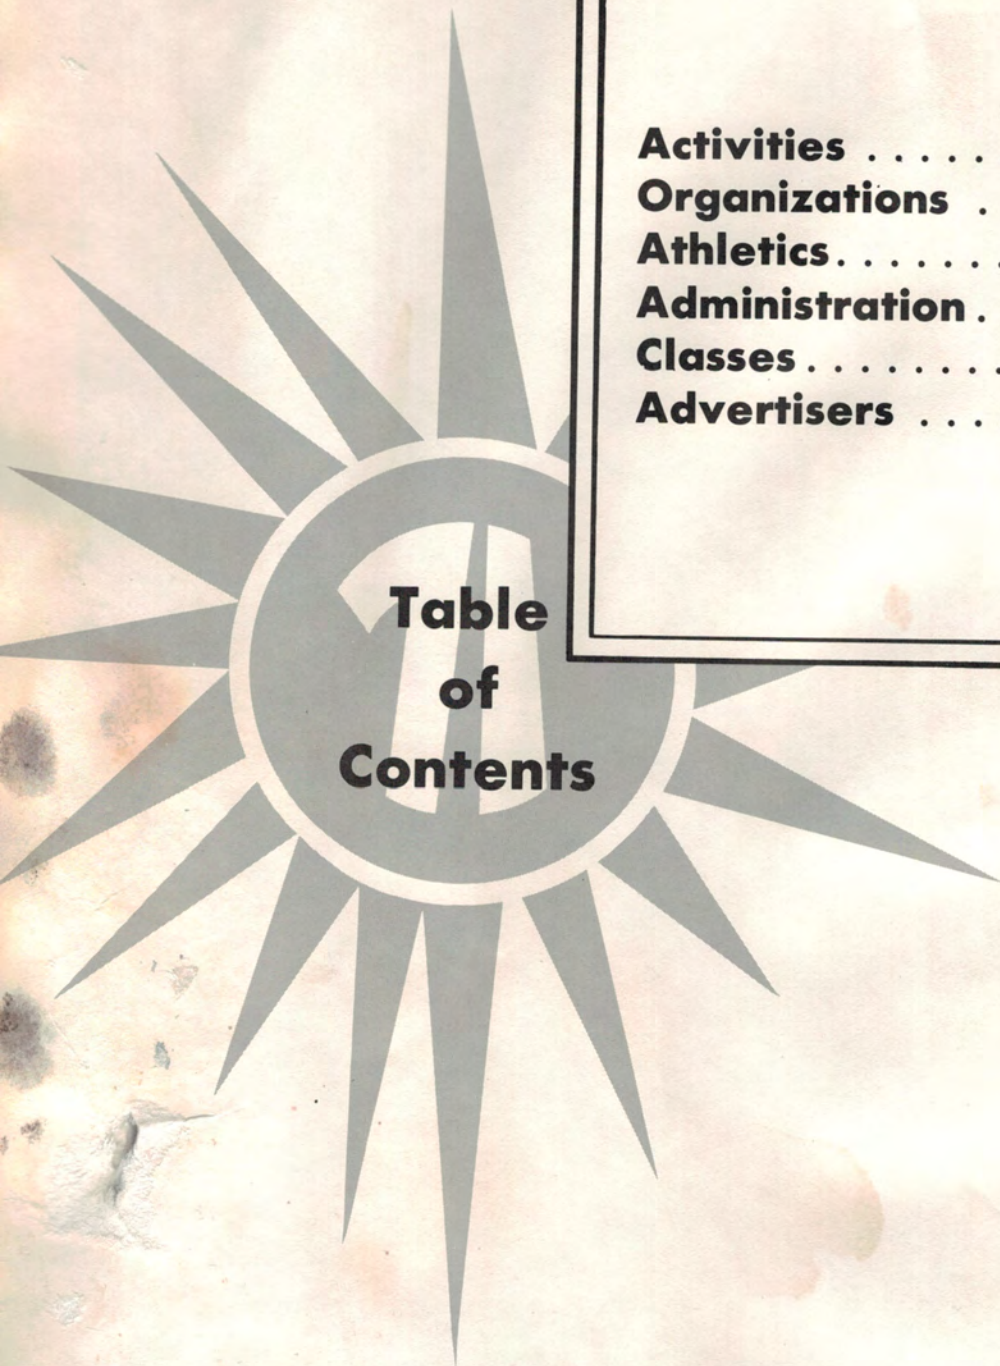 Activities . . . . .
Organizations .
Athletics . . . . . . .
Administration .
Classes . . . . . . . .
Advertisers . . .
Table
of
Contents